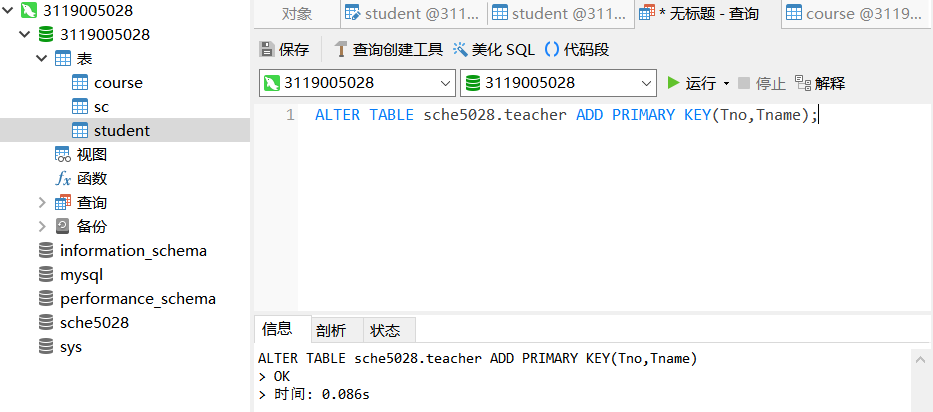 3119005028
3119005028
表
course
sc
student
视图
fx 函数
查询
备份
information_schema
mysql
performance_schema
sche5028
sys
对象
student @311...
student @311...
* 无标题 - 查询
course @3119...
保存
查询创建工具
美化 SQL
() 代码段
3119005028
3119005028
运行
停止
解释
1 ALTER TABLE sche5028.teacher ADD PRIMARY KEY(Tno,Tname);
信息
剖析
状态
ALTER TABLE sche5028.teacher ADD PRIMARY KEY(Tno,Tname)
> OK
> 时间: 0.086s